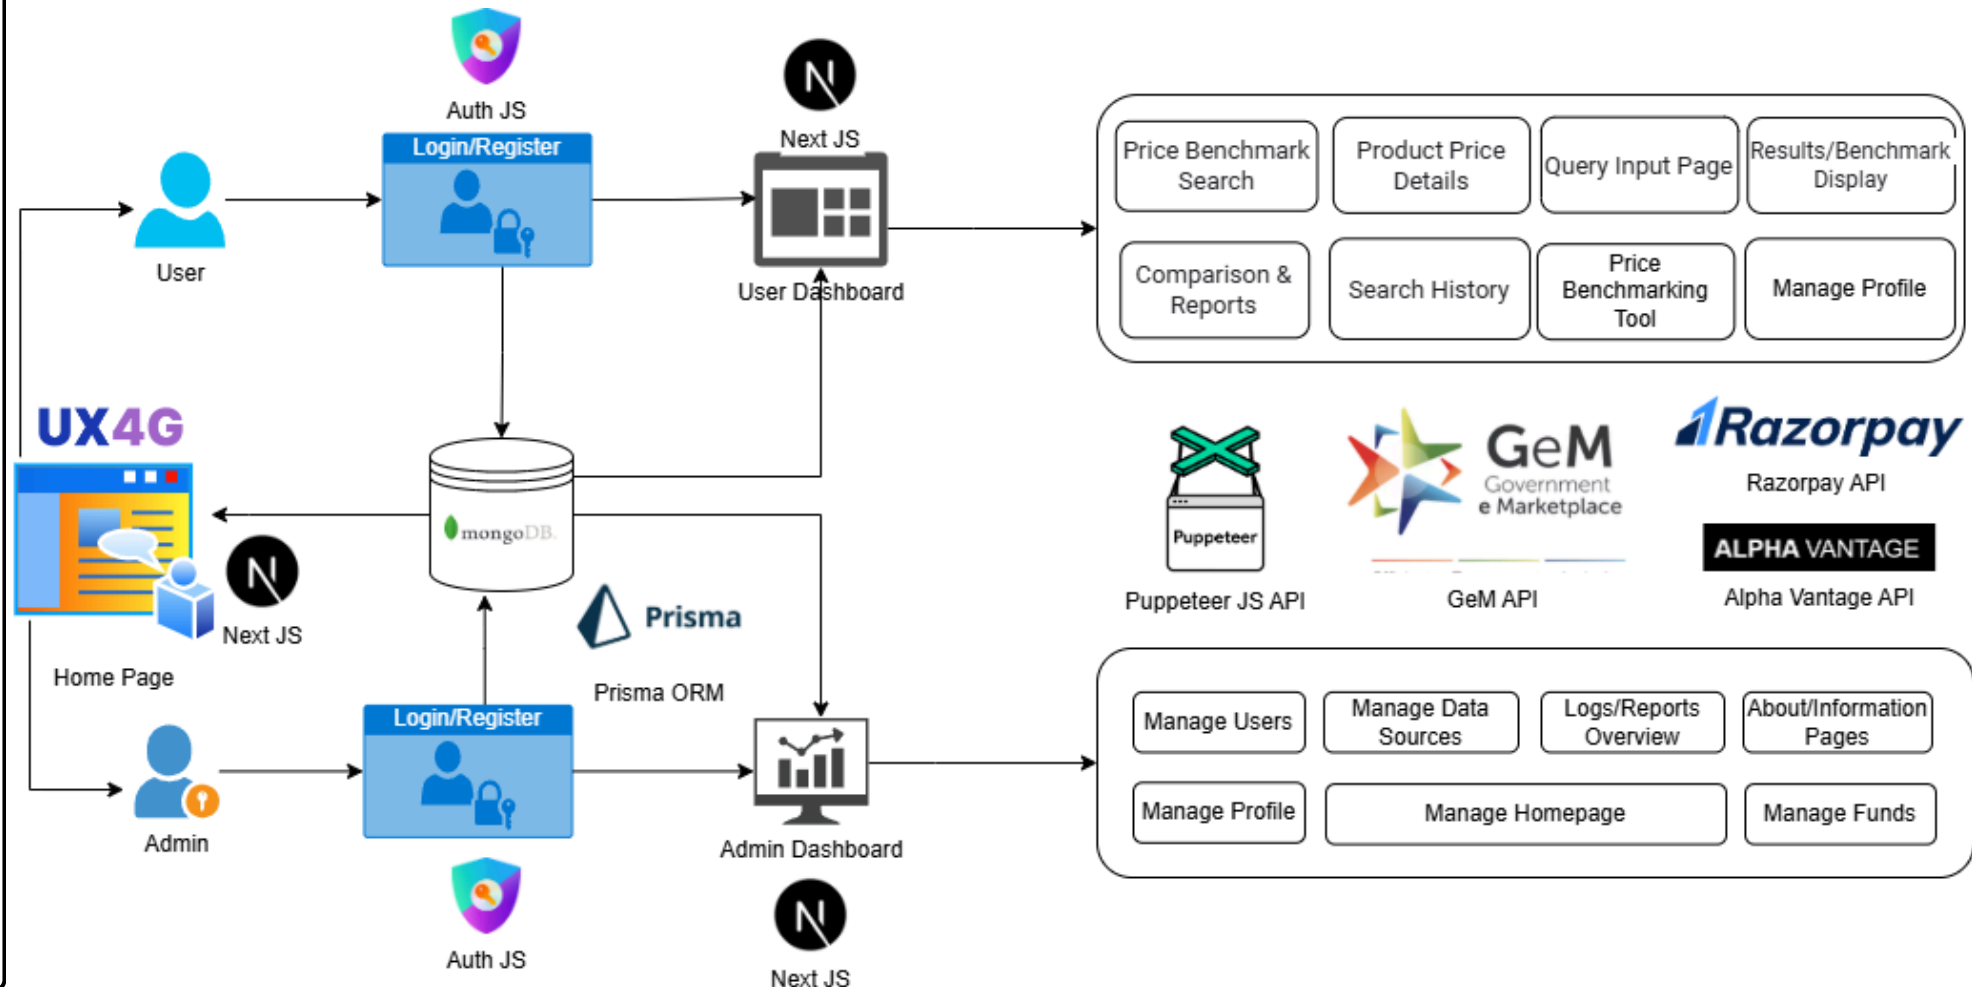 Auth JS
Login/Register
Next JS
User
User Dashboard
Price Benchmark
Search
Product Price
Details
Query Input Page
Results/Benchmark
Display
Comparison &
Reports
Search History
Price
Benchmarking
Tool
Manage Profile
UX4G
Next JS
Home Page
mongoDB.
Prisma
Prisma ORM
Puppeteer
Puppeteer JS API
GeM
Government
e Marketplace
GeM API
Razorpay
Razorpay API
ALPHA VANTAGE
Alpha Vantage API
Admin
Login/Register
Auth JS
Admin Dashboard
Next JS
Manage Users
Manage Data
Sources
Logs/Reports
Overview
About/Information
Pages
Manage Profile
Manage Homepage
Manage Funds